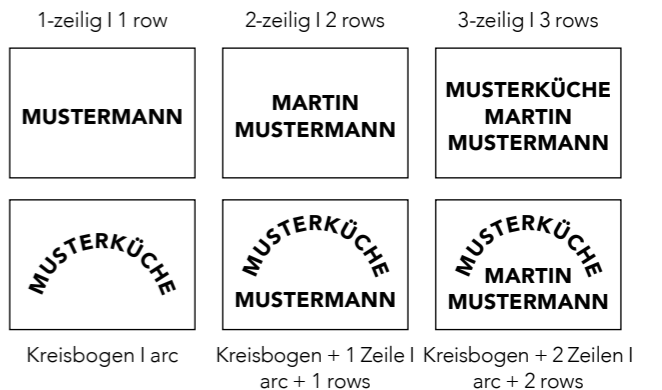 1-zeilig I 1 row
2-zeilig I 2 rows
3-zeilig I 3 rows
MUSTERMANN
MARTIN
MUSTERMANN
MUSTERKÜCHE
MARTIN
MUSTERMANN
MUSTERKÜCHE
MUSTERKÜCHE
MUSTERMANN
MUSTERKÜCHE
MARTIN
MUSTERMANN
Kreisbogen I arc
Kreisbogen + 1 Zeile I
arc + 1 rows
Kreisbogen + 2 Zeilen I
arc + 2 rows